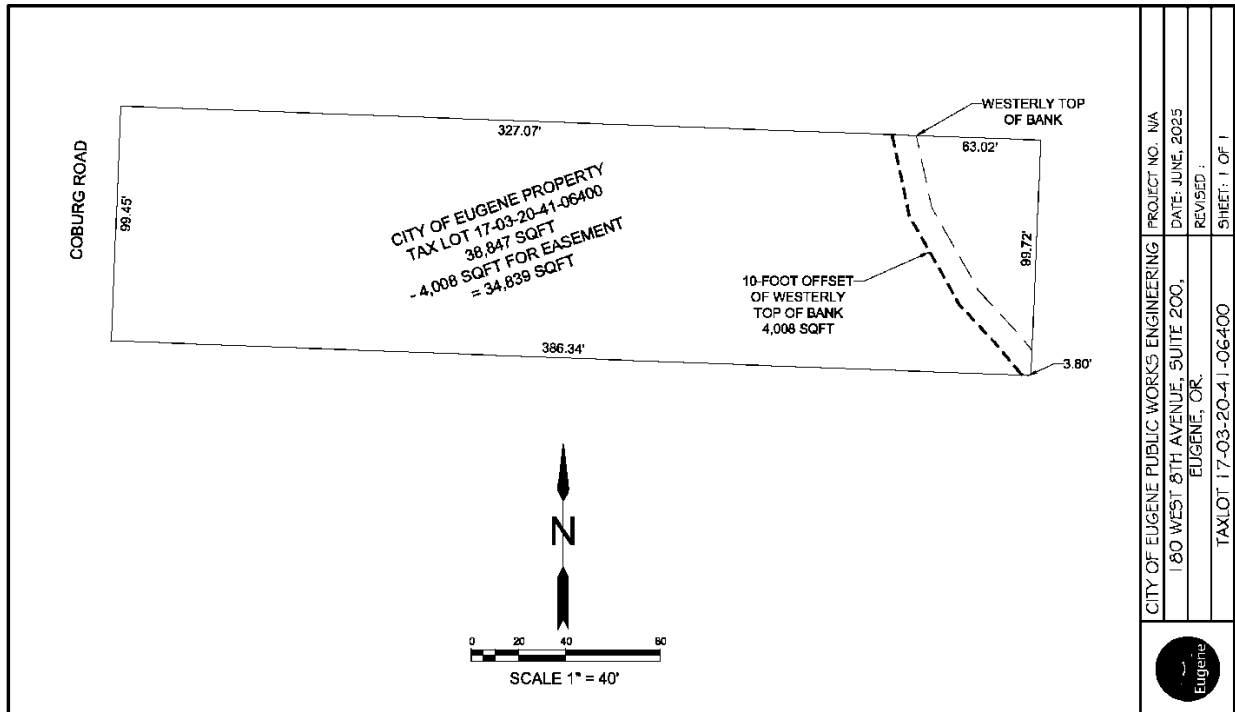 COBURG ROAD
99.45'
327.07'
WESTERLY TOP
OF BANK
63.02'
CITY OF EUGENE PROPERTY
TAX LOT 17-03-20-41-06400
38,847 SQFT
- 4,008 SQFT FOR EASEMENT
= 34,839 SQFT
99.72'
10-FOOT OFFSET
OF WESTERLY
TOP OF BANK
4,008 SQFT
386.34'
3.80'
N
0 20 40 80
SCALE 1" = 40'
CITY OF EUGENE PUBLIC WORKS ENGINEERING
180 WEST 8TH AVENUE, SUITE 200,
EUGENE, OR.
TAXLOT 17-03-20-41-06400
PROJECT NO. N/A
DATE: JUNE, 2025
REVISED :
SHEET: 1 OF 1
Eugene